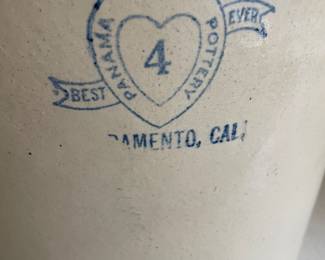 PANAMA POTTERY
4
BEST EVER
RAMENTO, CAL